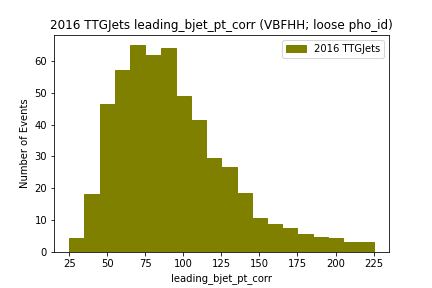 2016 TTGJets leading_bjet_pt_corr (VBFHH; loose pho_id)
2016 TTGJets
60
50
40
30
20
10
0
Number of Events
25 50 75 100 125 150 175 200 225
leading_bjet_pt_corr